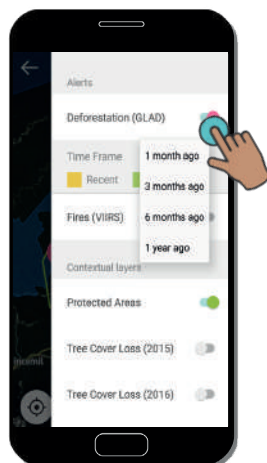 Alerts
Deforestation (GLAD)
Time Frame
1 month ago
Recent
3 months ago
Fires (VIIRS)
6 months ago
1 year ago
Contextual layers
Protected Areas
Tree Cover Loss (2015)
Tree Cover Loss (2016)